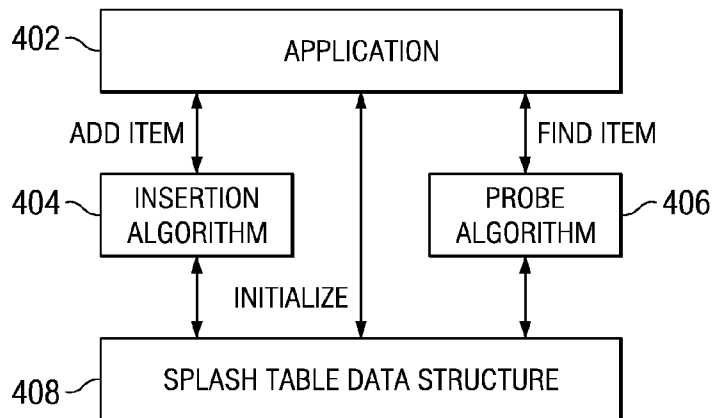 402
APPLICATION
ADD ITEM
FIND ITEM
404
INSERTION
ALGORITHM
PROBE
ALGORITHM
406
INITIALIZE
408
SPLASH TABLE DATA STRUCTURE